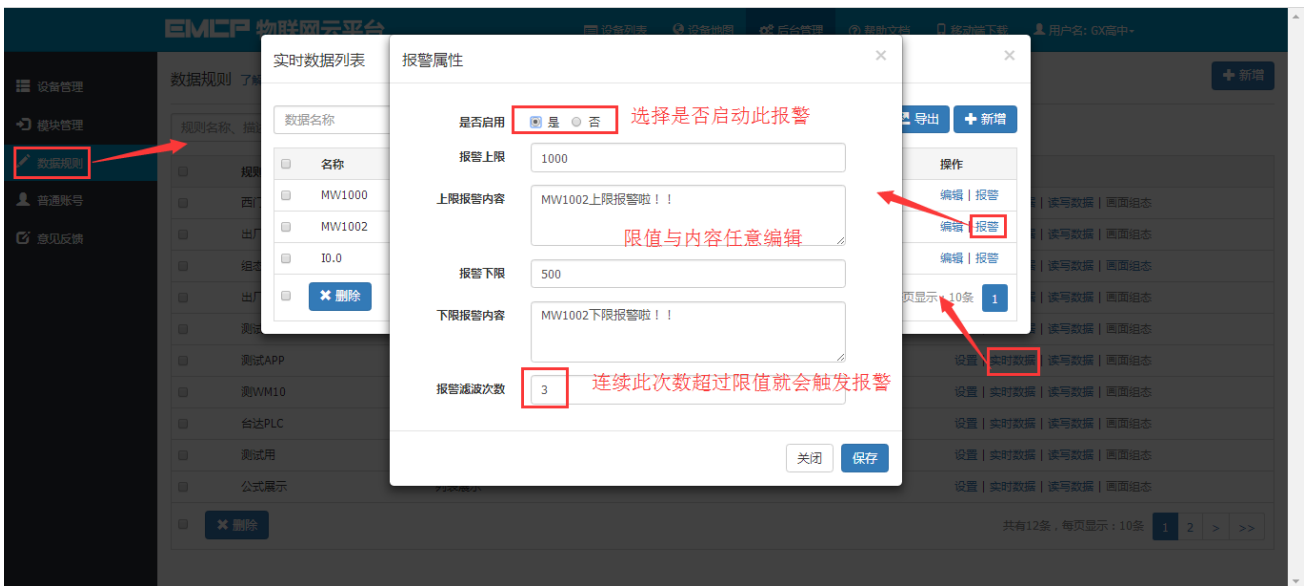 EMCP 物联网云平台
设备列表
设备地图
后台管理
帮助文档
移动端下载
用户名: GX高中
设备管理
模块管理
数据规则
普通账号
意见反馈
数据规则
新增
实时数据列表
数据名称
导出
新增
名称
操作
MW1000
编辑 | 报警
MW1002
编辑 | 报警
I0.0
编辑 | 报警
删除
页显示：10条
1
报警属性
是否启用
是
否
选择是否启动此报警
报警上限
1000
上限报警内容
MW1002上限报警啦！！
限值与内容任意编辑
报警下限
500
下限报警内容
MW1002下限报警啦！！
报警滤波次数
3
连续此次数超过限值就会触发报警
关闭
保存
| 读写数据 | 画面组态
| 读写数据 | 画面组态
| 读写数据 | 画面组态
| 读写数据 | 画面组态
| 读写数据 | 画面组态
测试APP
设置 | 实时数据 | 读写数据 | 画面组态
测WM10
设置 | 实时数据 | 读写数据 | 画面组态
台达PLC
设置 | 实时数据 | 读写数据 | 画面组态
测试用
设置 | 实时数据 | 读写数据 | 画面组态
公式展示
列表展示
设置 | 实时数据 | 读写数据 | 画面组态
删除
共有12条，每页显示：10条
1
2
>
>>